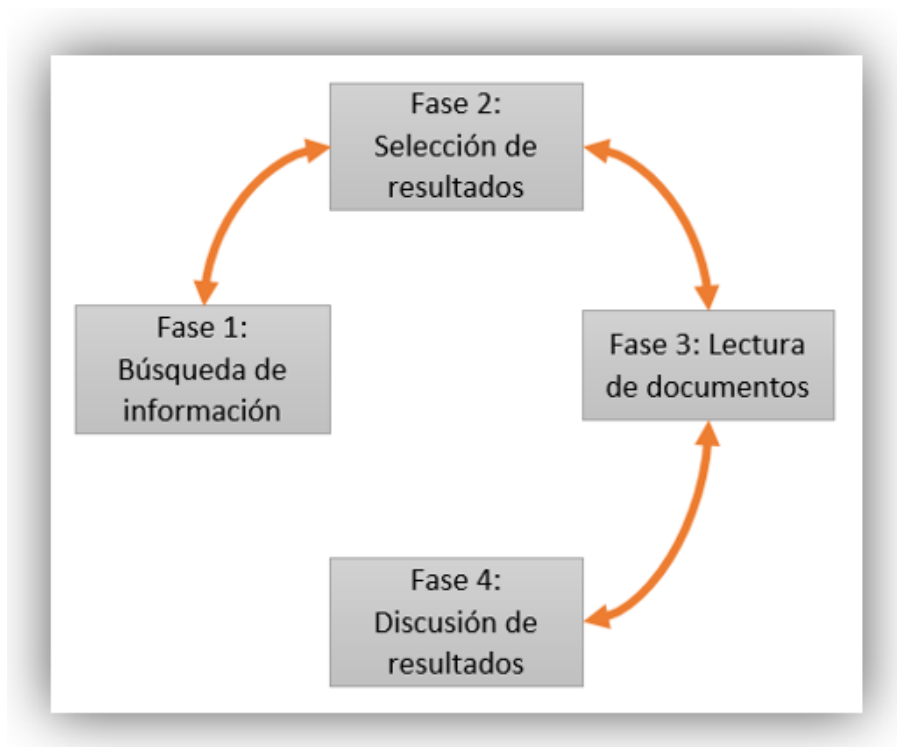 Fase 1:
Búsqueda de
información
Fase 2:
Selección de
resultados
Fase 3: Lectura
de documentos
Fase 4:
Discusión de
resultados